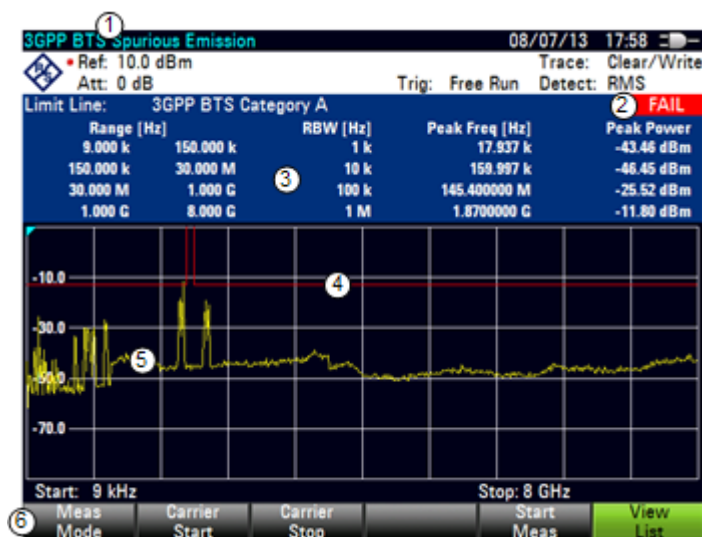 1
3GPP BTS Spurious Emission 08/07/13 17:58
Ref: 10.0 dBm Trace: Clear/Write
Att: 0 dB Trig: Free Run Detect: RMS
Limit Line: 3GPP BTS Category A 2 FAIL
Range [Hz] RBW [Hz] Peak Freq [Hz] Peak Power
9.000 k 150.000 k 1 k 17.937 k -43.46 dBm
150.000 k 30.000 M 10 k 159.997 k -46.45 dBm
3
30.000 M 1.000 G 100 k 145.400000 M -25.52 dBm
1.000 G 8.000 G 1 M 1.8700000 G -11.80 dBm
-10.0
4
-30.0
5
-50.0
-70.0
Start: 9 kHz Stop: 8 GHz
6
Meas Mode
Carrier Start
Carrier Stop
Start Meas
View List